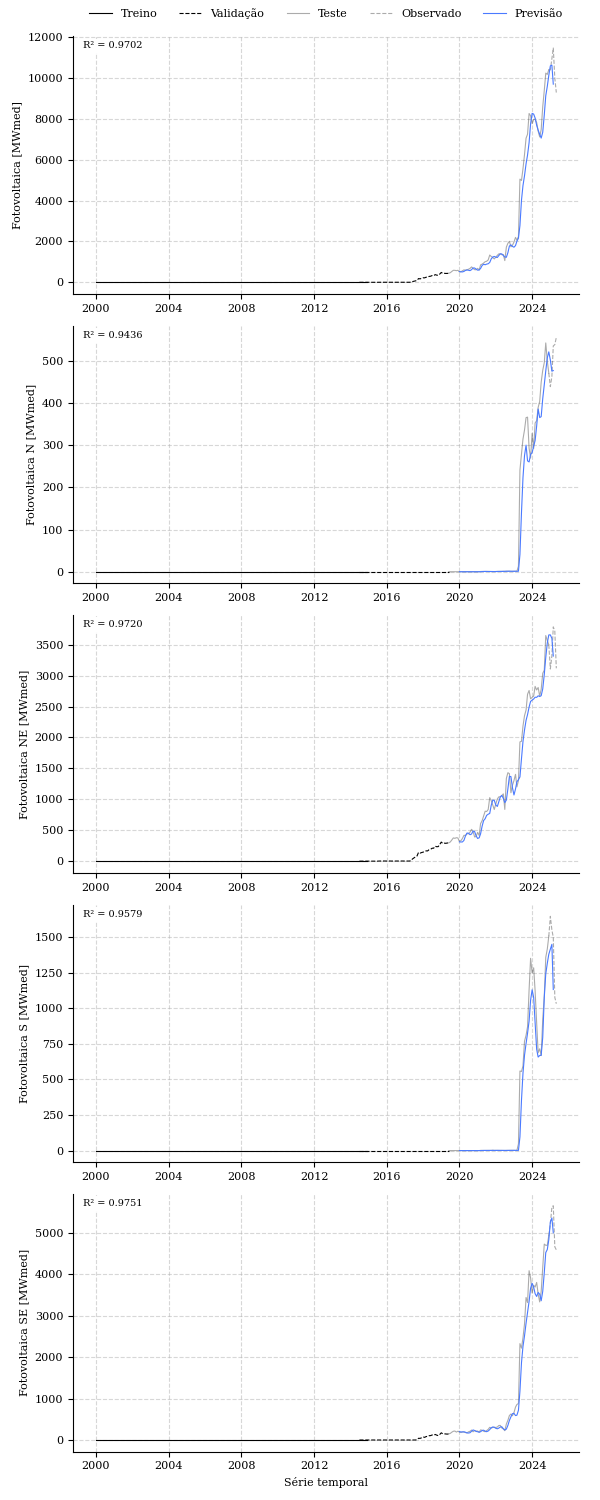 Treino Validação Teste Observado Previsão
R² = 0.9702
Fotovoltaica [MWmed]
12000
10000
8000
6000
4000
2000
0
2000 2004 2008 2012 2016 2020 2024
R² = 0.9436
Fotovoltaica N [MWmed]
500
400
300
200
100
0
2000 2004 2008 2012 2016 2020 2024
R² = 0.9720
Fotovoltaica NE [MWmed]
3500
3000
2500
2000
1500
1000
500
0
2000 2004 2008 2012 2016 2020 2024
R² = 0.9579
Fotovoltaica S [MWmed]
1500
1250
1000
750
500
250
0
2000 2004 2008 2012 2016 2020 2024
R² = 0.9751
Fotovoltaica SE [MWmed]
5000
4000
3000
2000
1000
0
2000 2004 2008 2012 2016 2020 2024
Série temporal